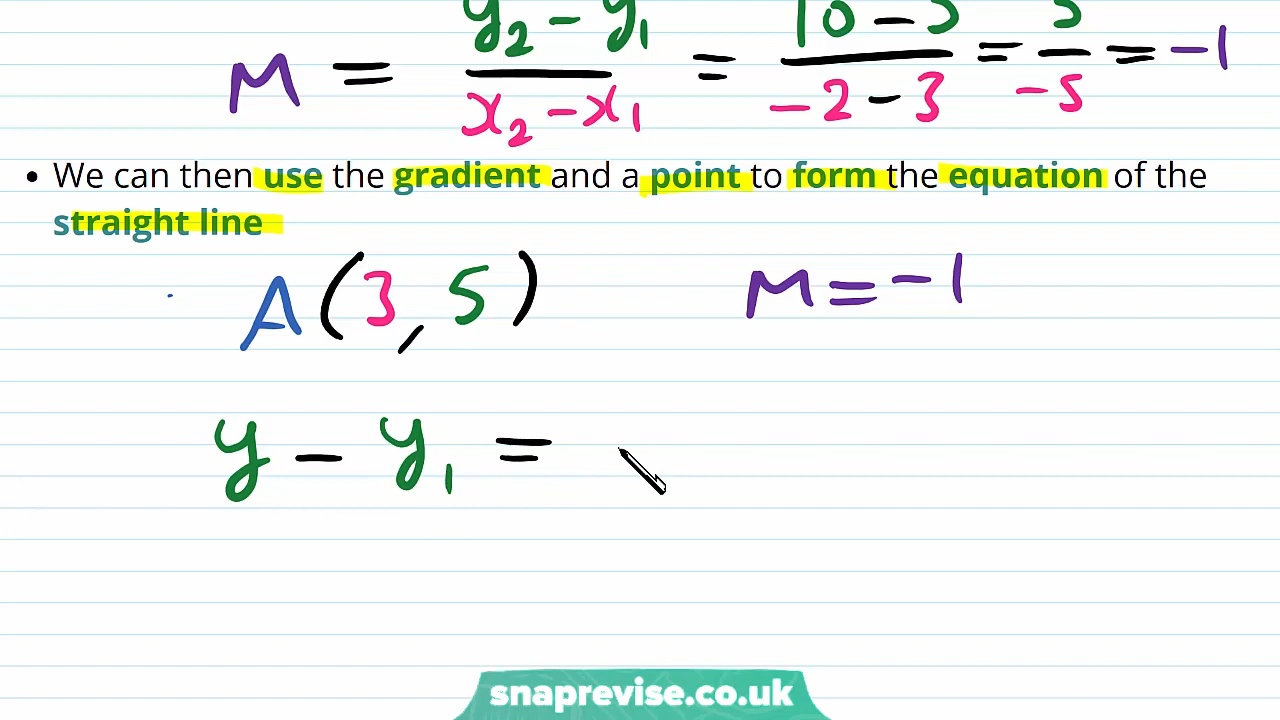 M = y₂ - y₁ / x₂ - x₁ = 10 - 5 / -2 - 3 = 5 / -5 = -1
• We can then use the gradient and a point to form the equation of the
straight line
A (3, 5) M = -1
y - y₁ =
snaprevise.co.uk